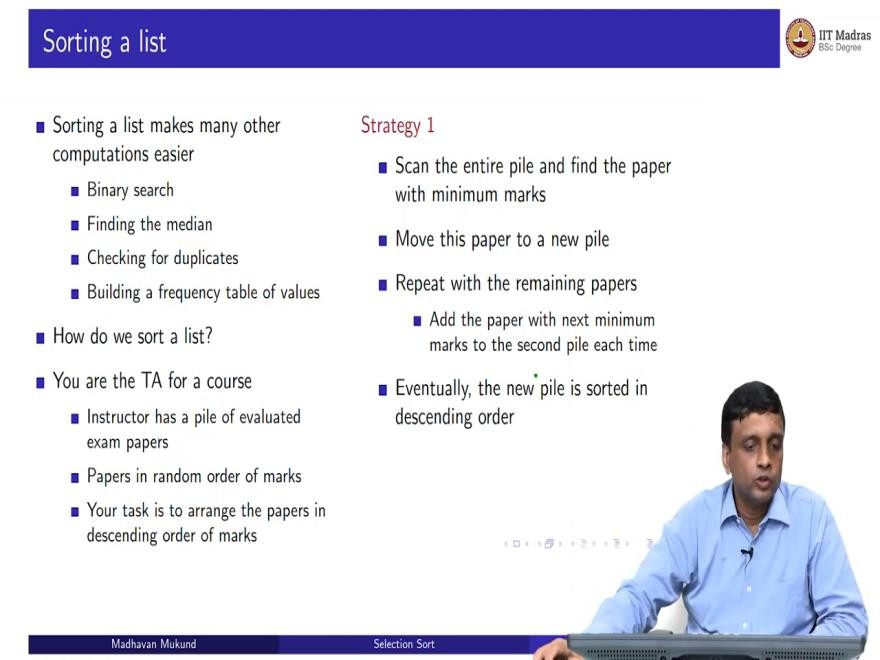 Sorting a list
IIT Madras
BSc Degree
Sorting a list makes many other
computations easier
Binary search
Finding the median
Checking for duplicates
Building a frequency table of values
How do we sort a list?
You are the TA for a course
Instructor has a pile of evaluated
exam papers
Papers in random order of marks
Your task is to arrange the papers in
descending order of marks
Strategy 1
Scan the entire pile and find the paper
with minimum marks
Move this paper to a new pile
Repeat with the remaining papers
Add the paper with next minimum
marks to the second pile each time
Eventually, the new pile is sorted in
descending order
Madhavan Mukund
Selection Sort